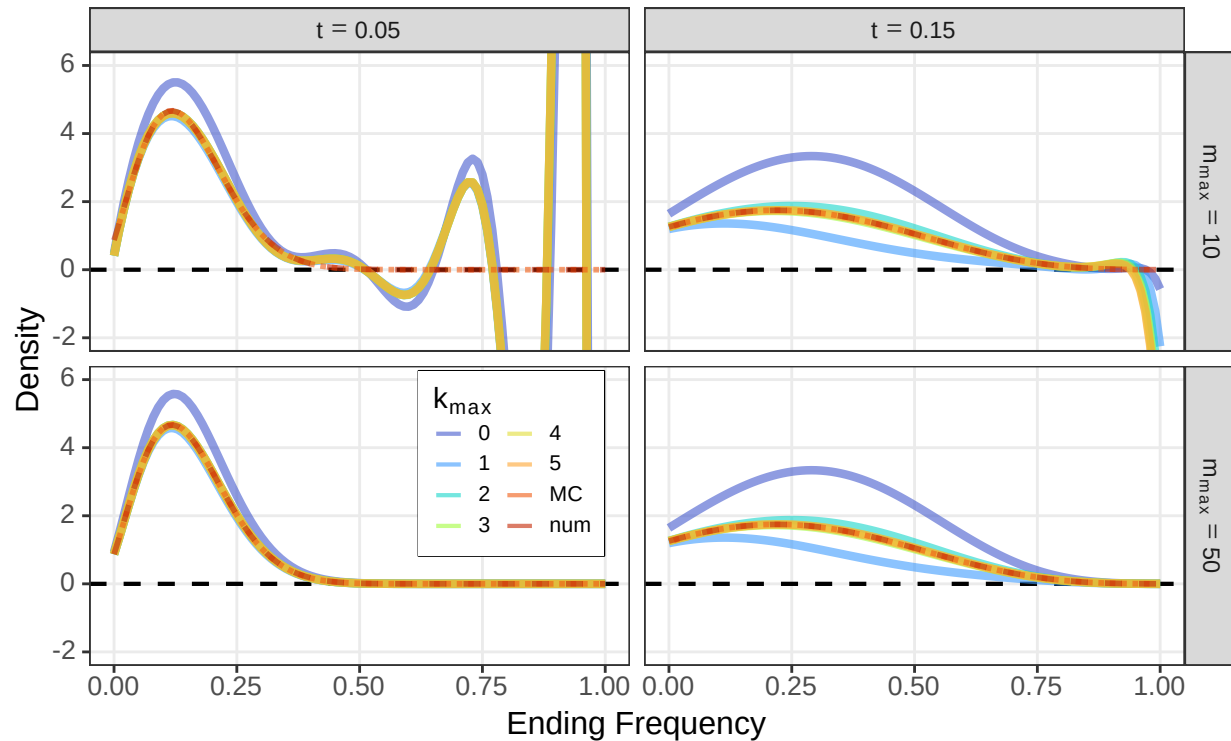 t = 0.05
t = 0.15
6
4
2
0
-2
m_max = 10
Density
6
4
2
0
-2
k_max
0 4
1 5
2 MC
3 num
m_max = 50
0.00 0.25 0.50 0.75 1.00
0.00 0.25 0.50 0.75 1.00
Ending Frequency